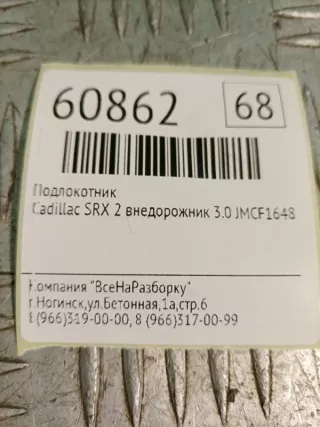 60862 68
Подлокотник
Cadillac SRX 2 внедорожник 3.0 JMCF1648
Компания "ВсеНаРазборку"
г.Ногинск,ул.Бетонная,1а,стр.6
8 (966)319-00-00, 8 (966)317-00-99